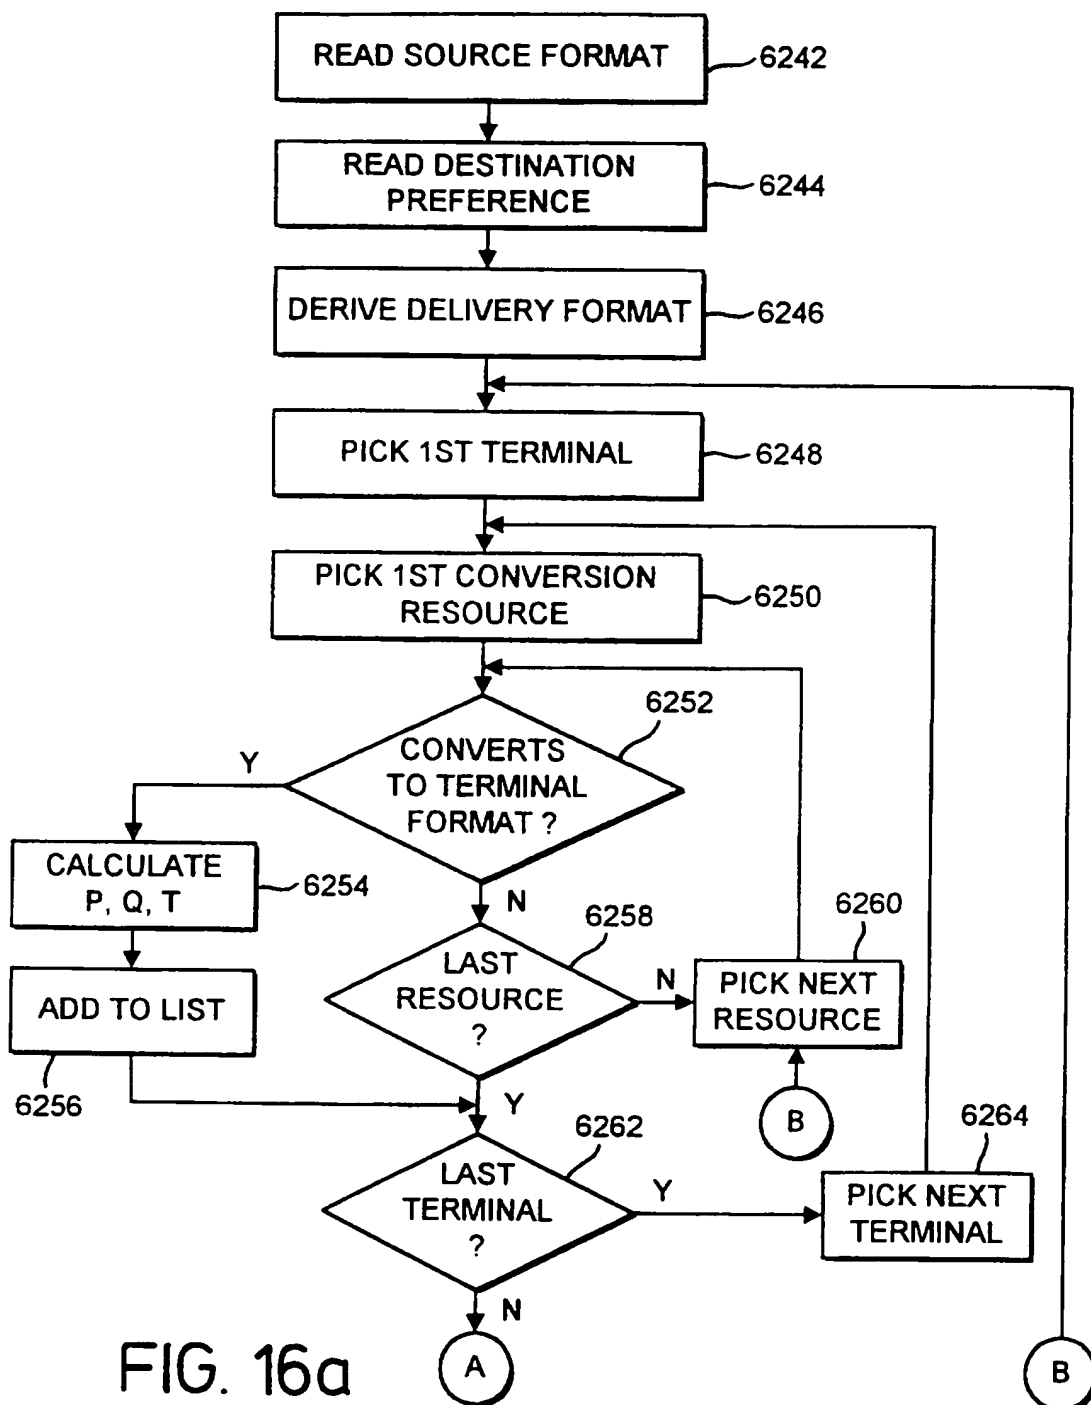 READ SOURCE FORMAT
6242
READ DESTINATION
PREFERENCE
6244
DERIVE DELIVERY FORMAT
6246
PICK 1ST TERMINAL
6248
PICK 1ST CONVERSION
RESOURCE
6250
6252
CONVERTS
TO TERMINAL
FORMAT ?
Y
N
CALCULATE
P, Q, T
6254
ADD TO LIST
6256
6258
LAST
RESOURCE
?
N
Y
6260
PICK NEXT
RESOURCE
B
6262
LAST
TERMINAL
?
Y
N
6264
PICK NEXT
TERMINAL
A
B
FIG. 16a